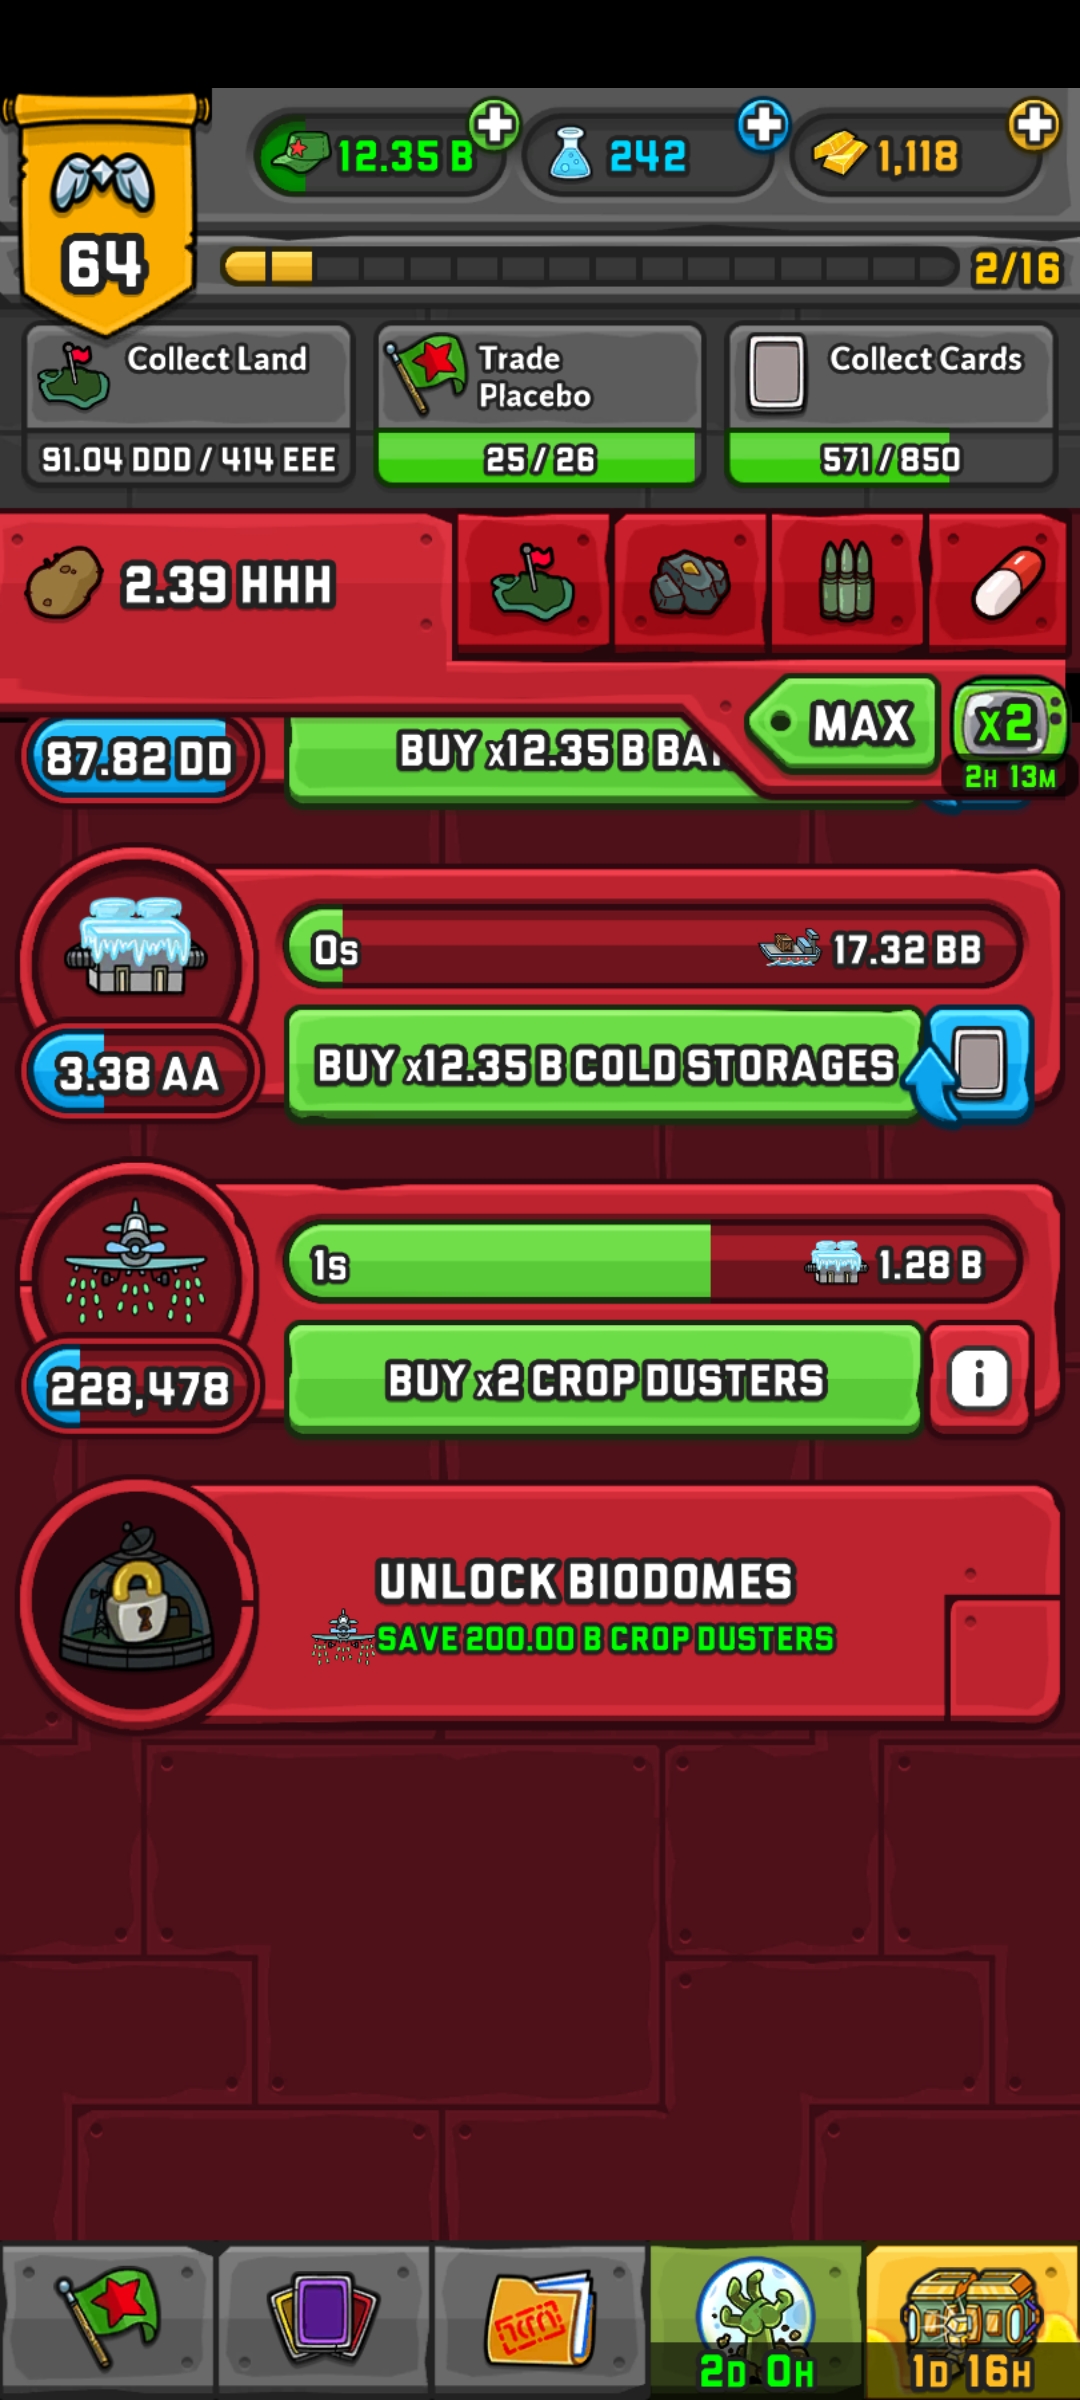 12.35 B
242
1,118
64
2/16
Collect Land
91.04 DDD / 414 EEE
Trade
Placebo
25 / 26
Collect Cards
571 / 850
2.39 HHH
MAX
X2
2H 13M
87.82 DD
BUY x12.35 B
0s
17.32 BB
3.38 AA
BUY x12.35 B COLD STORAGES
1s
1.28 B
228,478
BUY x2 CROP DUSTERS
i
UNLOCK BIODOMES
SAVE 200.00 B CROP DUSTERS
2D 0H
1D 16H